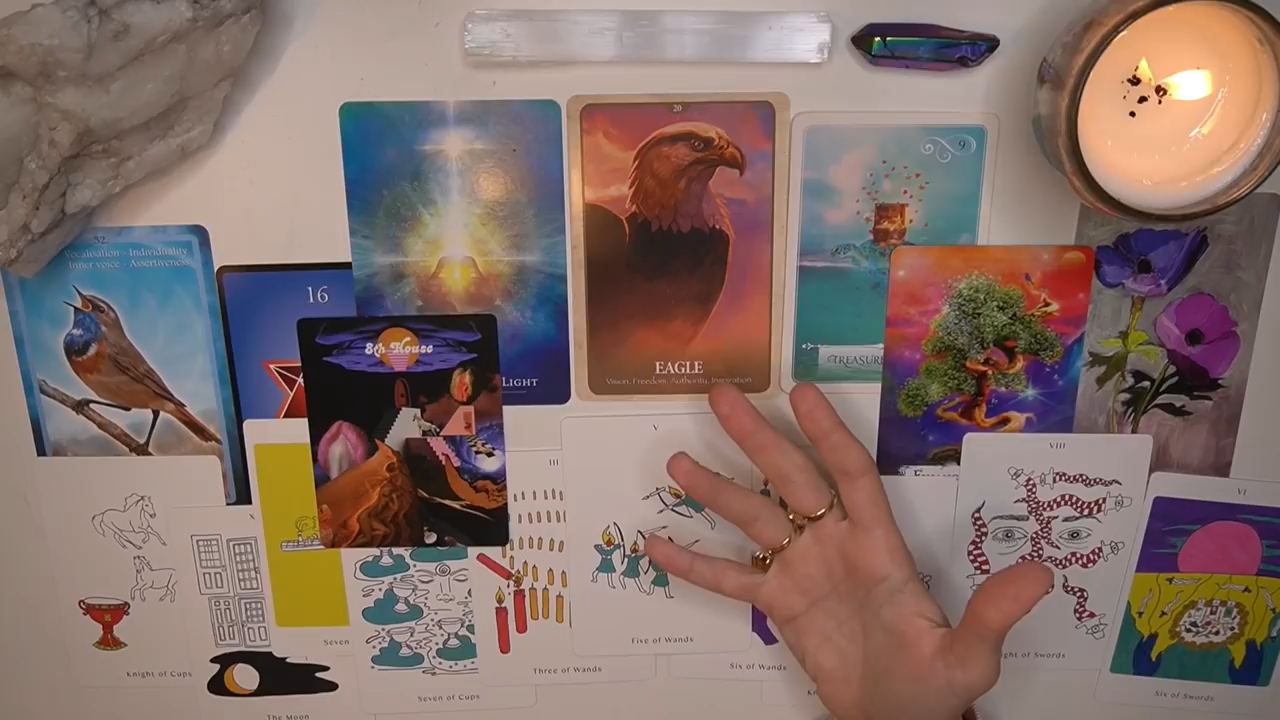 20
9
32
Vocalisation - Individuality
Inner voice - Assertiveness
16
8th House
LIGHT
EAGLE
Vision, Freedom, Authority, Inspiration
TREASURE
V
III
VIII
VI
Knight of Cups
The Moon
Seven
Seven of Cups
Three of Wands
Five of Wands
Six of Wands
ght of Swords
Six of Swords